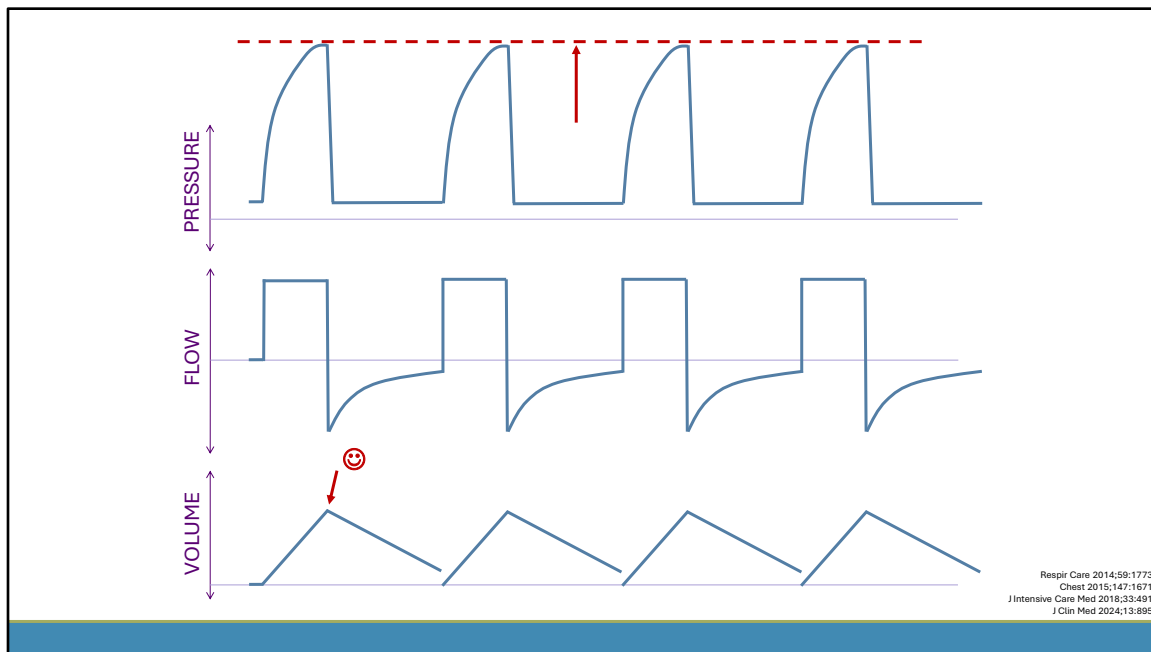 PRESSURE
FLOW
VOLUME
Respir Care 2014;59:1773
Chest 2015;147:1671
J Intensive Care Med 2018;33:491
J Clin Med 2024;13:895